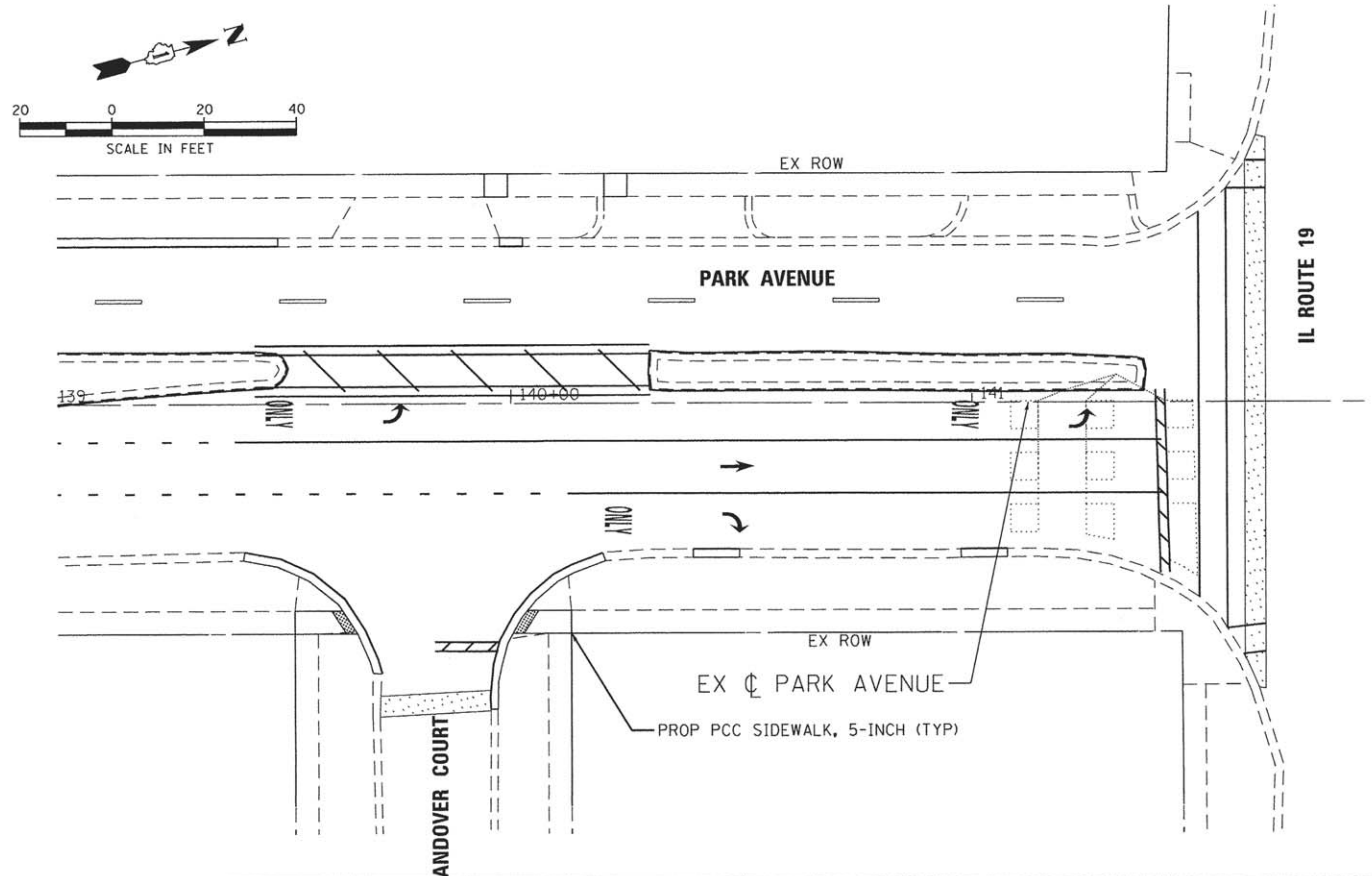 N
20 0 20 40
SCALE IN FEET
EX ROW
PARK AVENUE
IL ROUTE 19
139
ONLY
140+00
ONLY
141
ONLY
EX ROW
EX ℄ PARK AVENUE
PROP PCC SIDEWALK, 5-INCH (TYP)
ANDOVER COURT